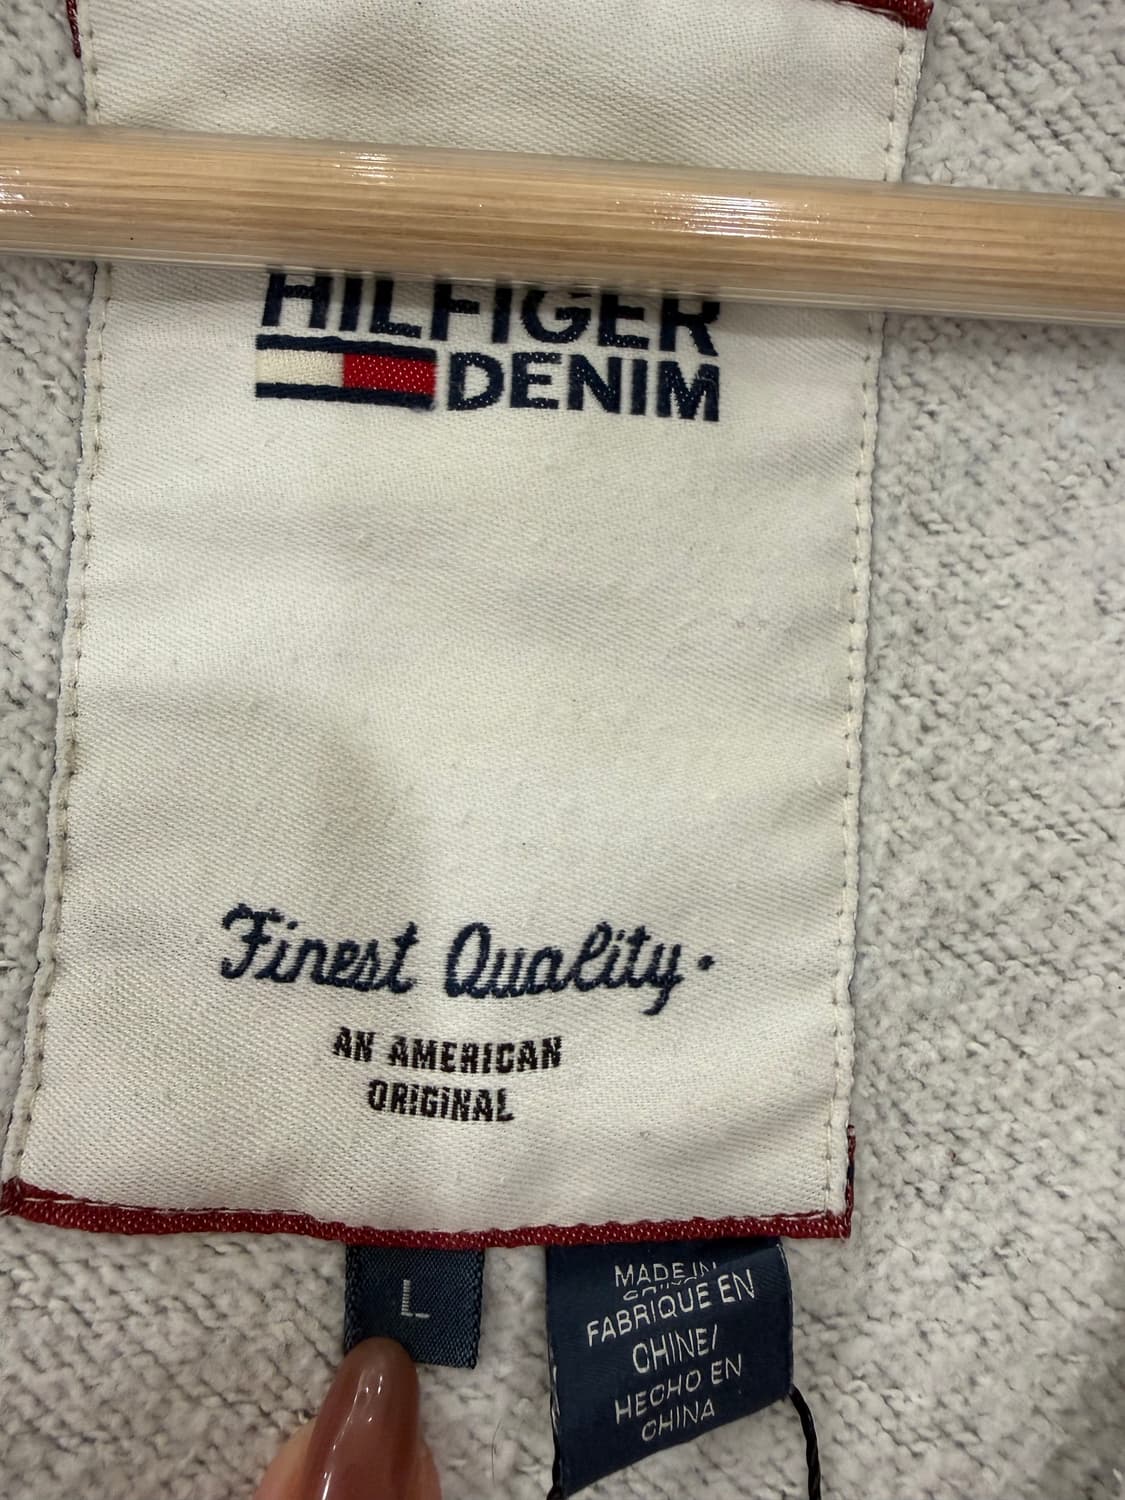 HILFIGER
DENIM
Finest Quality.
AN AMERICAN
ORIGINAL
L
MADE IN
FABRIQUE EN
CHINE/
HECHO EN
CHINA